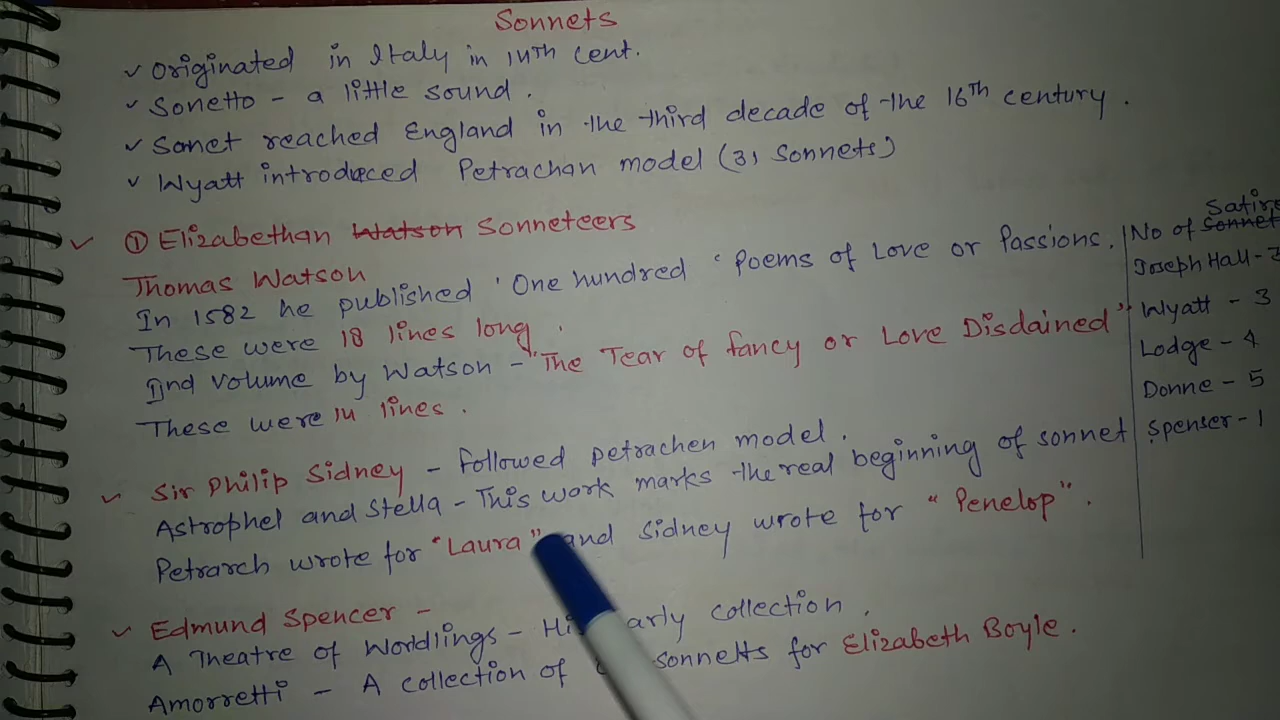 Sonnets
Originated in Italy in 14th cent.
Sonetto - a little sound.
Sonet reached England in the third decade of the 16th century.
Wyatt introduced Petrachan model (31 sonnets)
① Elizabethan Watson Sonneteers
Thomas Watson
In 1582 he published 'One hundred 'Poems of Love or Passions.
These were 18 lines long.
IInd volume by Watson - "The Tear of fancy or Love Disdained"
These were 14 lines.
Sir Philip Sidney - Followed Petrachen model.
Astrophel and Stella - This work marks the real beginning of sonnet
Petrarch wrote for "Laura" and Sidney wrote for "Penelop".
Edmund Spencer -
A Theatre of Worldlings - His early collection.
Amorretti - A collection of sonnetts for Elizabeth Boyle.
Satire
No of Sonnet
Joseph Hall -
Wyatt - 3
Lodge - 4
Donne - 5
Spenser - 1